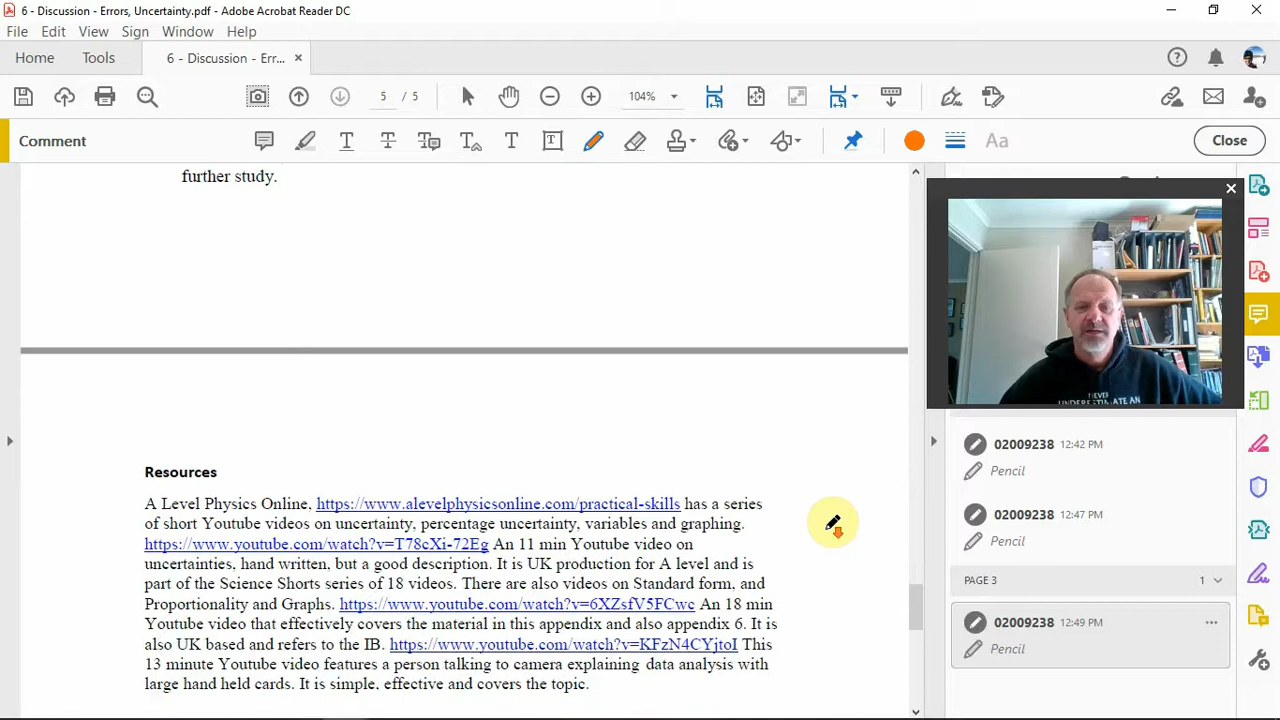 6 - Discussion - Errors, Uncertainty.pdf - Adobe Acrobat Reader DC
File Edit View Sign Window Help
Home Tools 6 - Discussion - Err... ×
5 / 5 104%
Comment Close
further study.
NEVER
UNDERESTIMATE AN
Resources
A Level Physics Online, https://www.alevelphysicsonline.com/practical-skills has a series
of short Youtube videos on uncertainty, percentage uncertainty, variables and graphing.
https://www.youtube.com/watch?v=T78cXi-72Eg An 11 min Youtube video on
uncertainties, hand written, but a good description. It is UK production for A level and is
part of the Science Shorts series of 18 videos. There are also videos on Standard form, and
Proportionality and Graphs. https://www.youtube.com/watch?v=6XZsfV5FCwc An 18 min
Youtube video that effectively covers the material in this appendix and also appendix 6. It is
also UK based and refers to the IB. https://www.youtube.com/watch?v=KFzN4CYjtoI This
13 minute Youtube video features a person talking to camera explaining data analysis with
large hand held cards. It is simple, effective and covers the topic.
02009238 12:42 PM
Pencil
02009238 12:47 PM
Pencil
PAGE 3 1
02009238 12:49 PM
Pencil